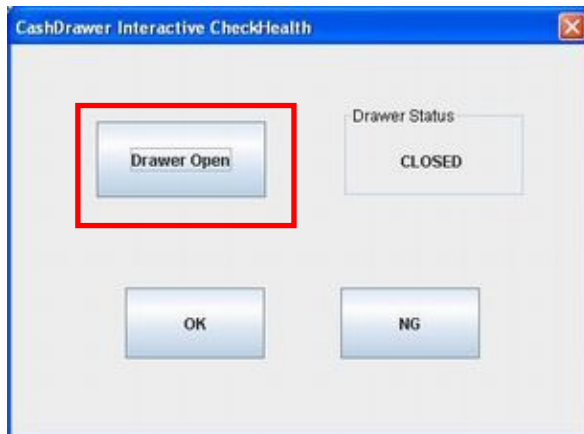 CashDrawer Interactive CheckHealth
Drawer Status
Drawer Open
CLOSED
OK
NG